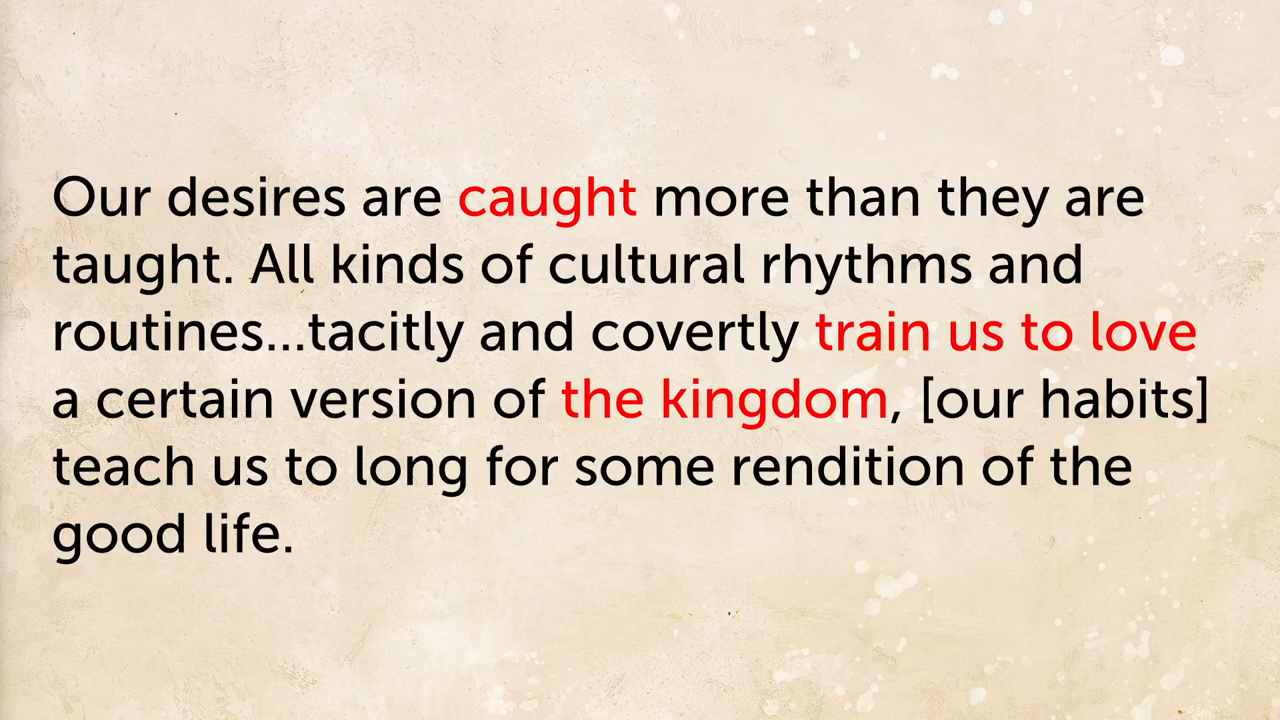 Our desires are caught more than they are
taught. All kinds of cultural rhythms and
routines...tacitly and covertly train us to love
a certain version of the kingdom, [our habits]
teach us to long for some rendition of the
good life.